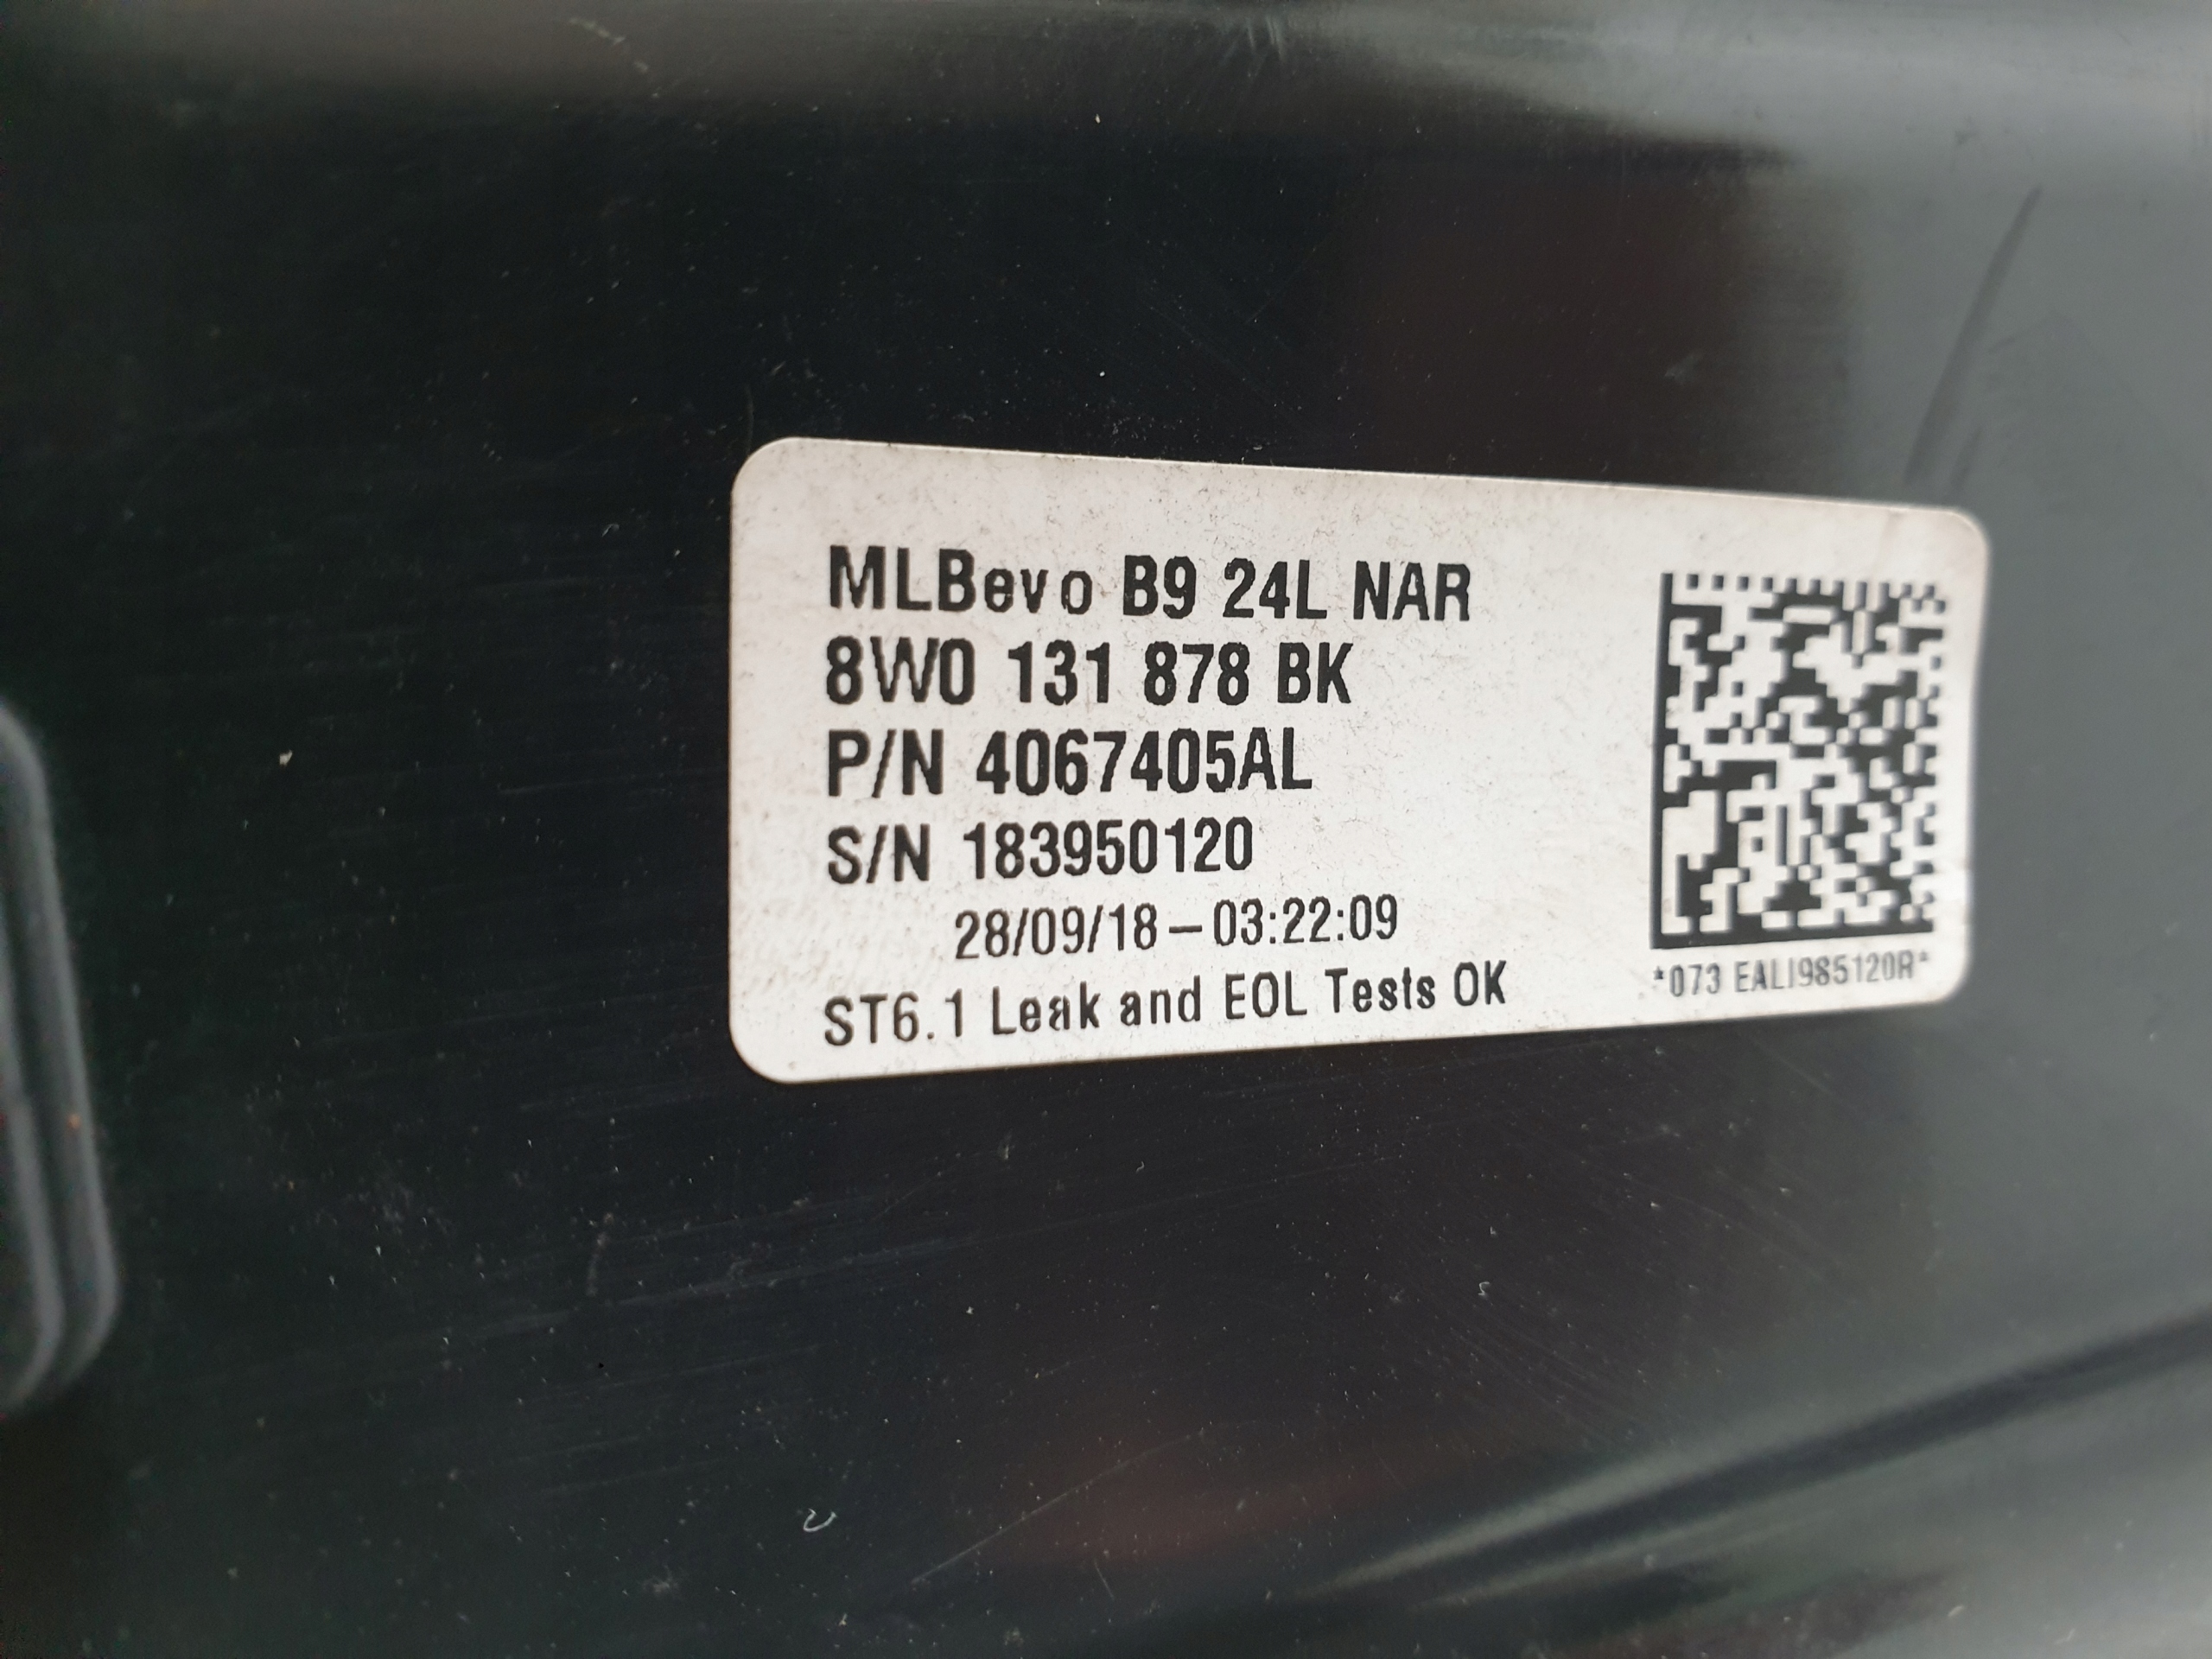 MLBevo B9 24L NAR
8W0 131 878 BK
P/N 4067405AL
S/N 183950120
28/09/18-03:22:09
ST6.1 Leak and EOL Tests OK
*073 EALI985120R*